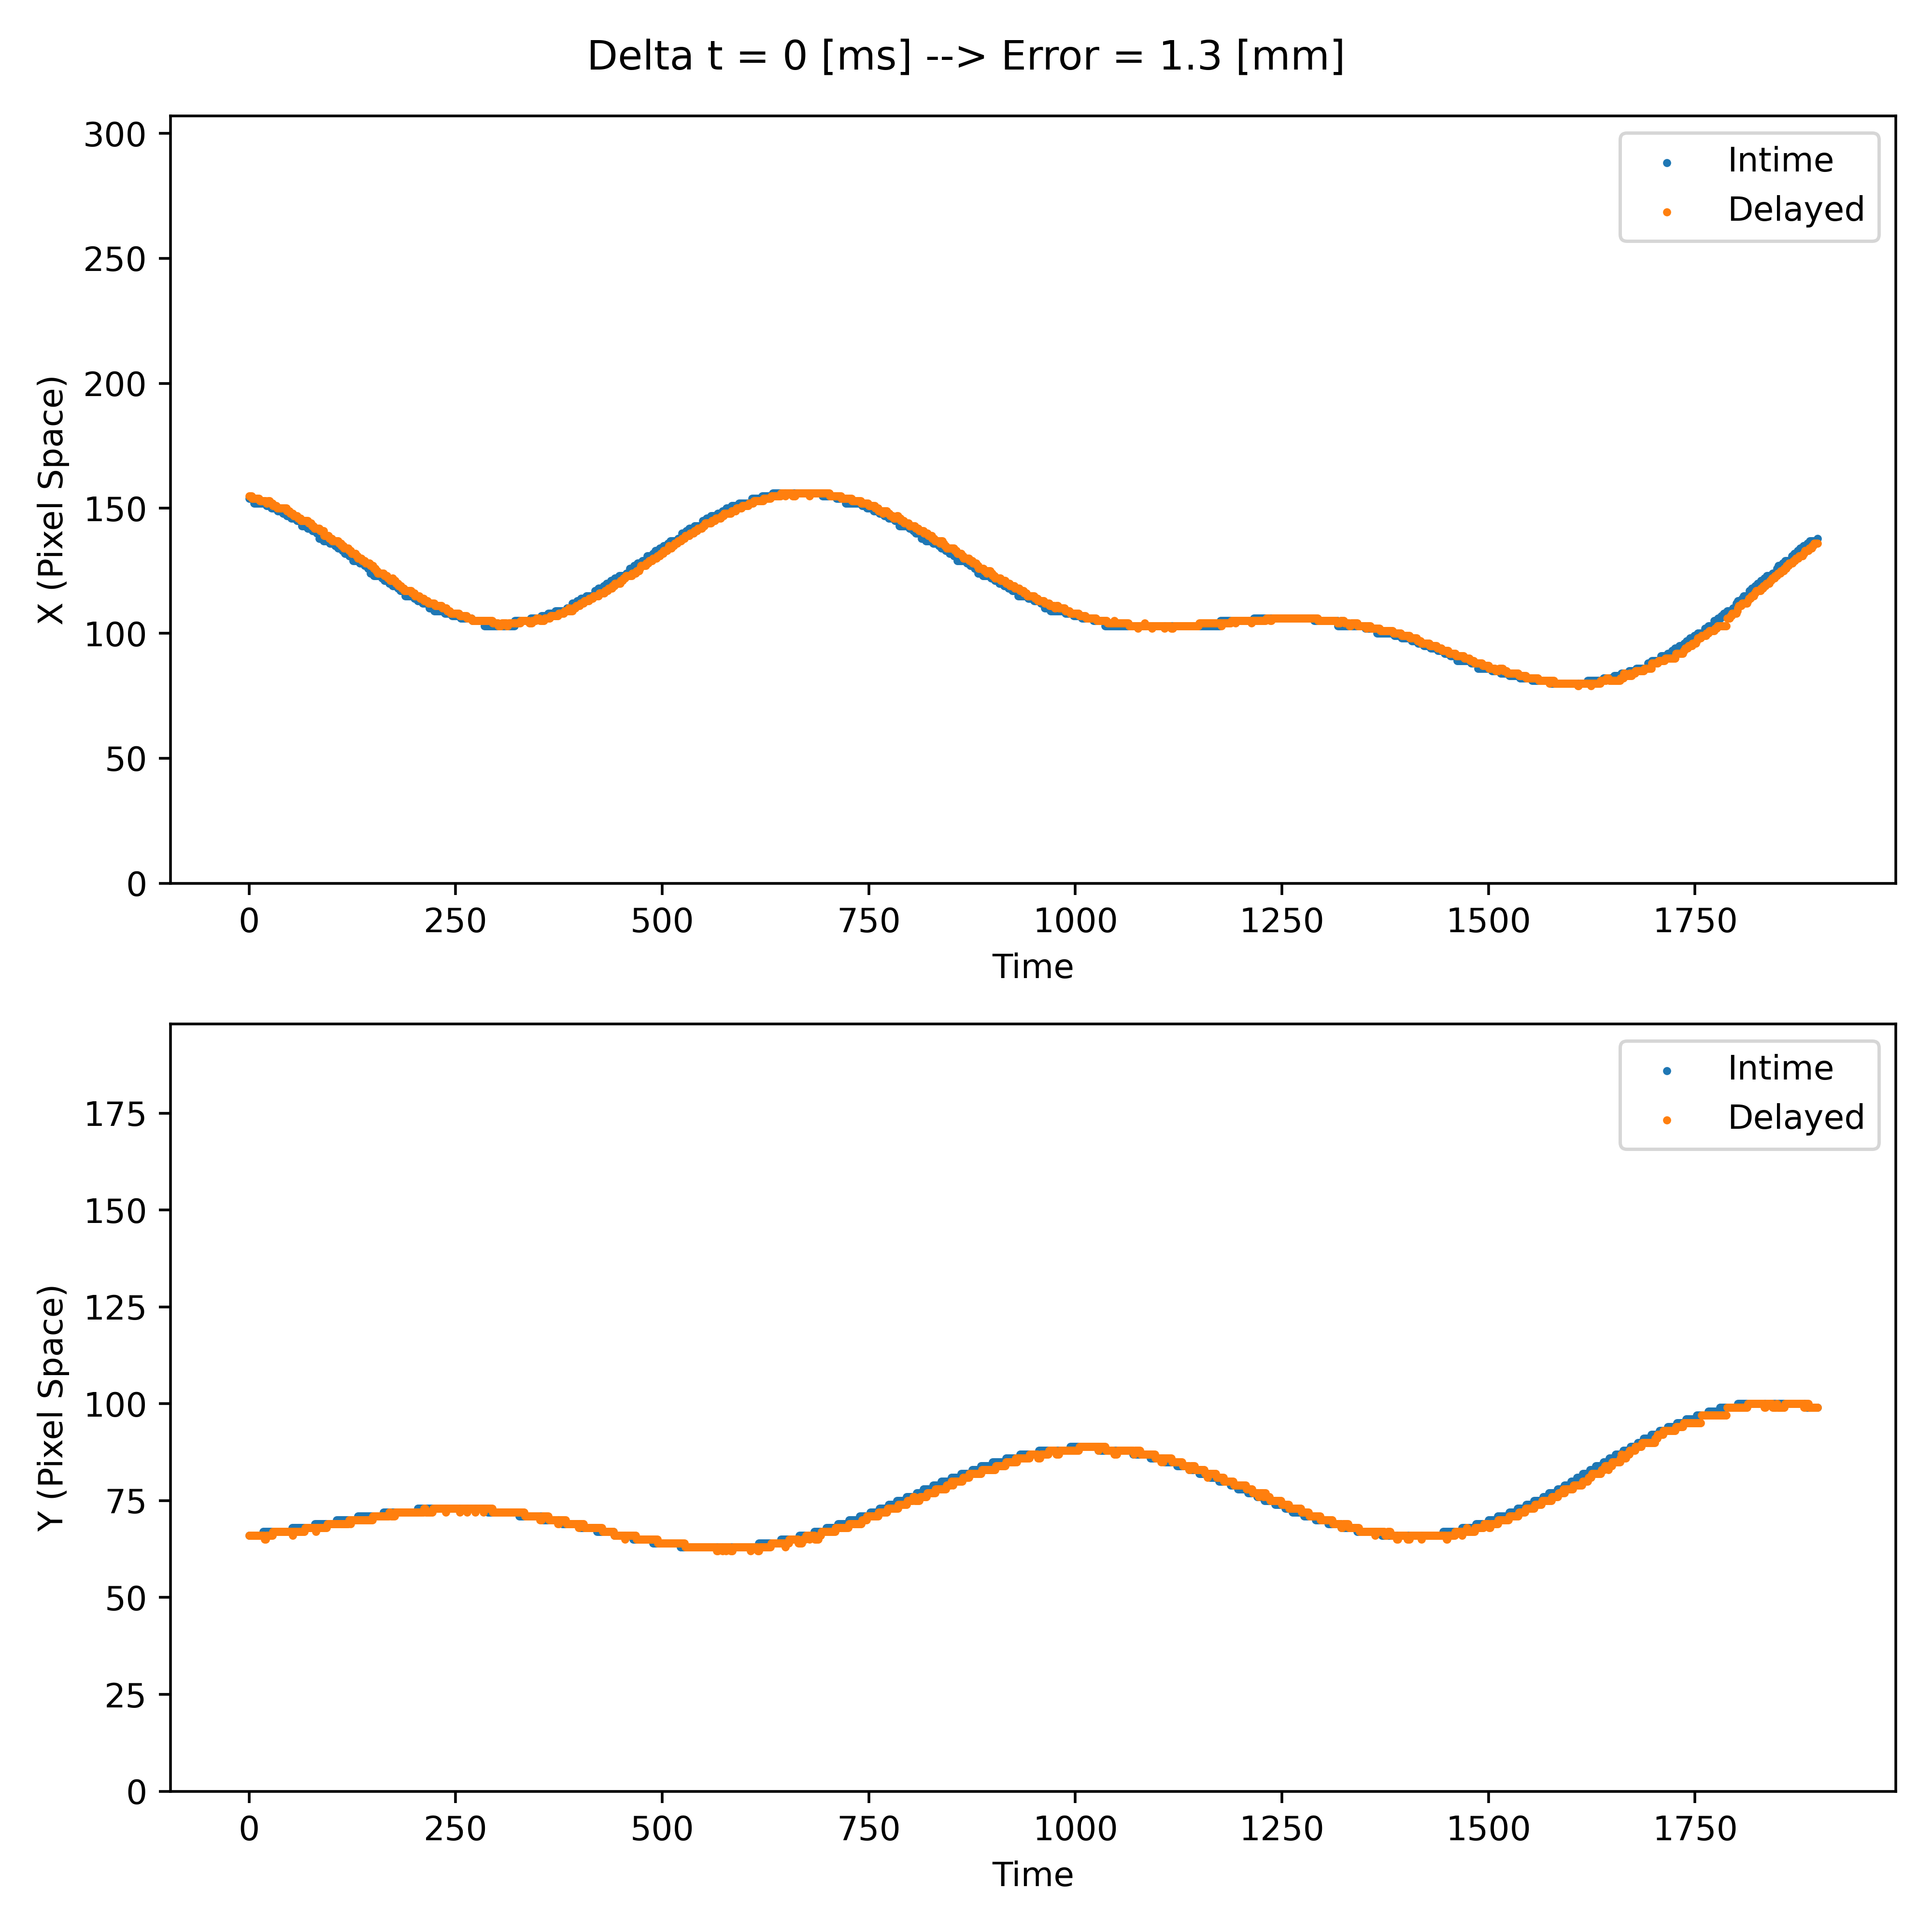 Delta t = 0 [ms] --> Error = 1.3 [mm]
300
250
200
150
100
50
0
X (Pixel Space)
Intime
Delayed
0 250 500 750 1000 1250 1500 1750
Time
175
150
125
100
75
50
25
0
Y (Pixel Space)
Intime
Delayed
0 250 500 750 1000 1250 1500 1750
Time